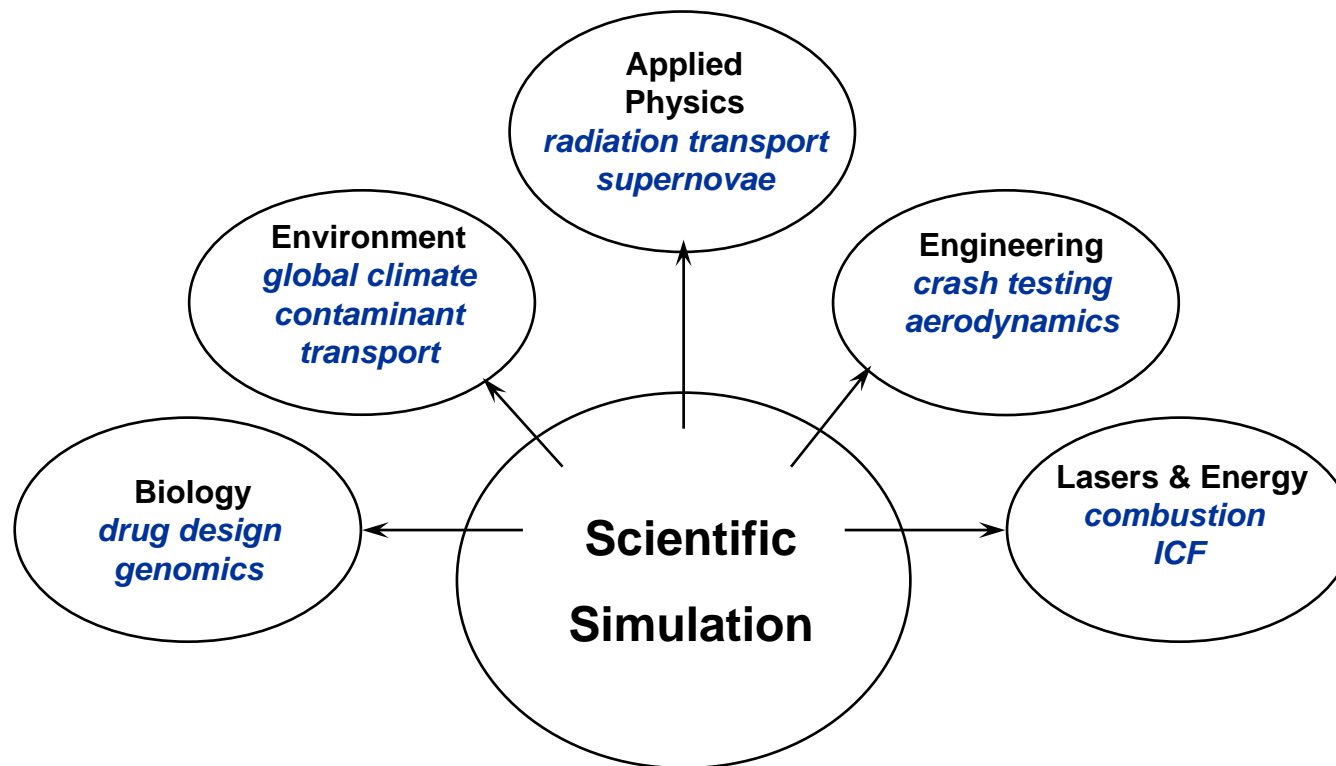 Applied
Physics
radiation transport
supernovae
Environment
global climate
contaminant
transport
Engineering
crash testing
aerodynamics
Biology
drug design
genomics
Lasers & Energy
combustion
ICF
Scientific
Simulation